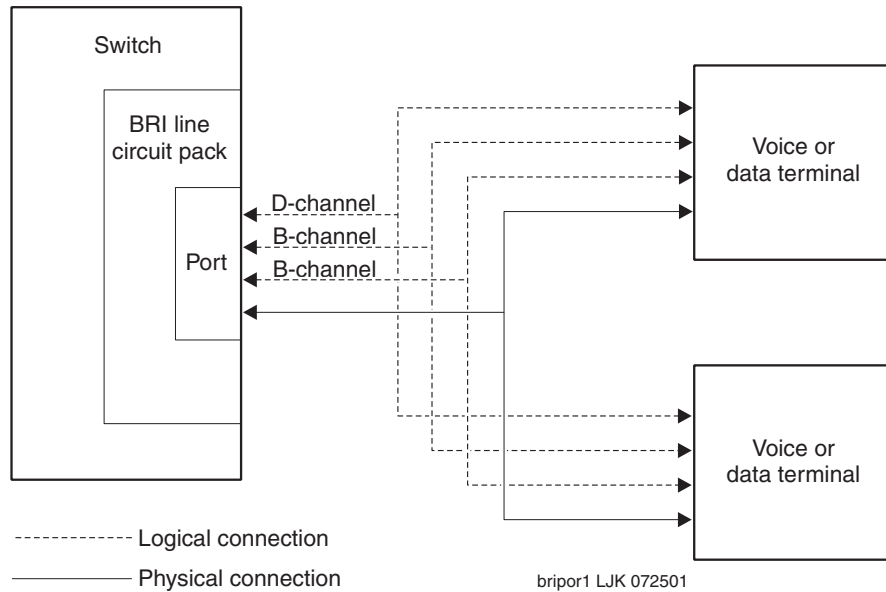 Switch
BRI line
circuit pack
Port
D-channel
B-channel
B-channel
Voice or
data terminal
Voice or
data terminal
Logical connection
Physical connection
bripor1 LJK 072501